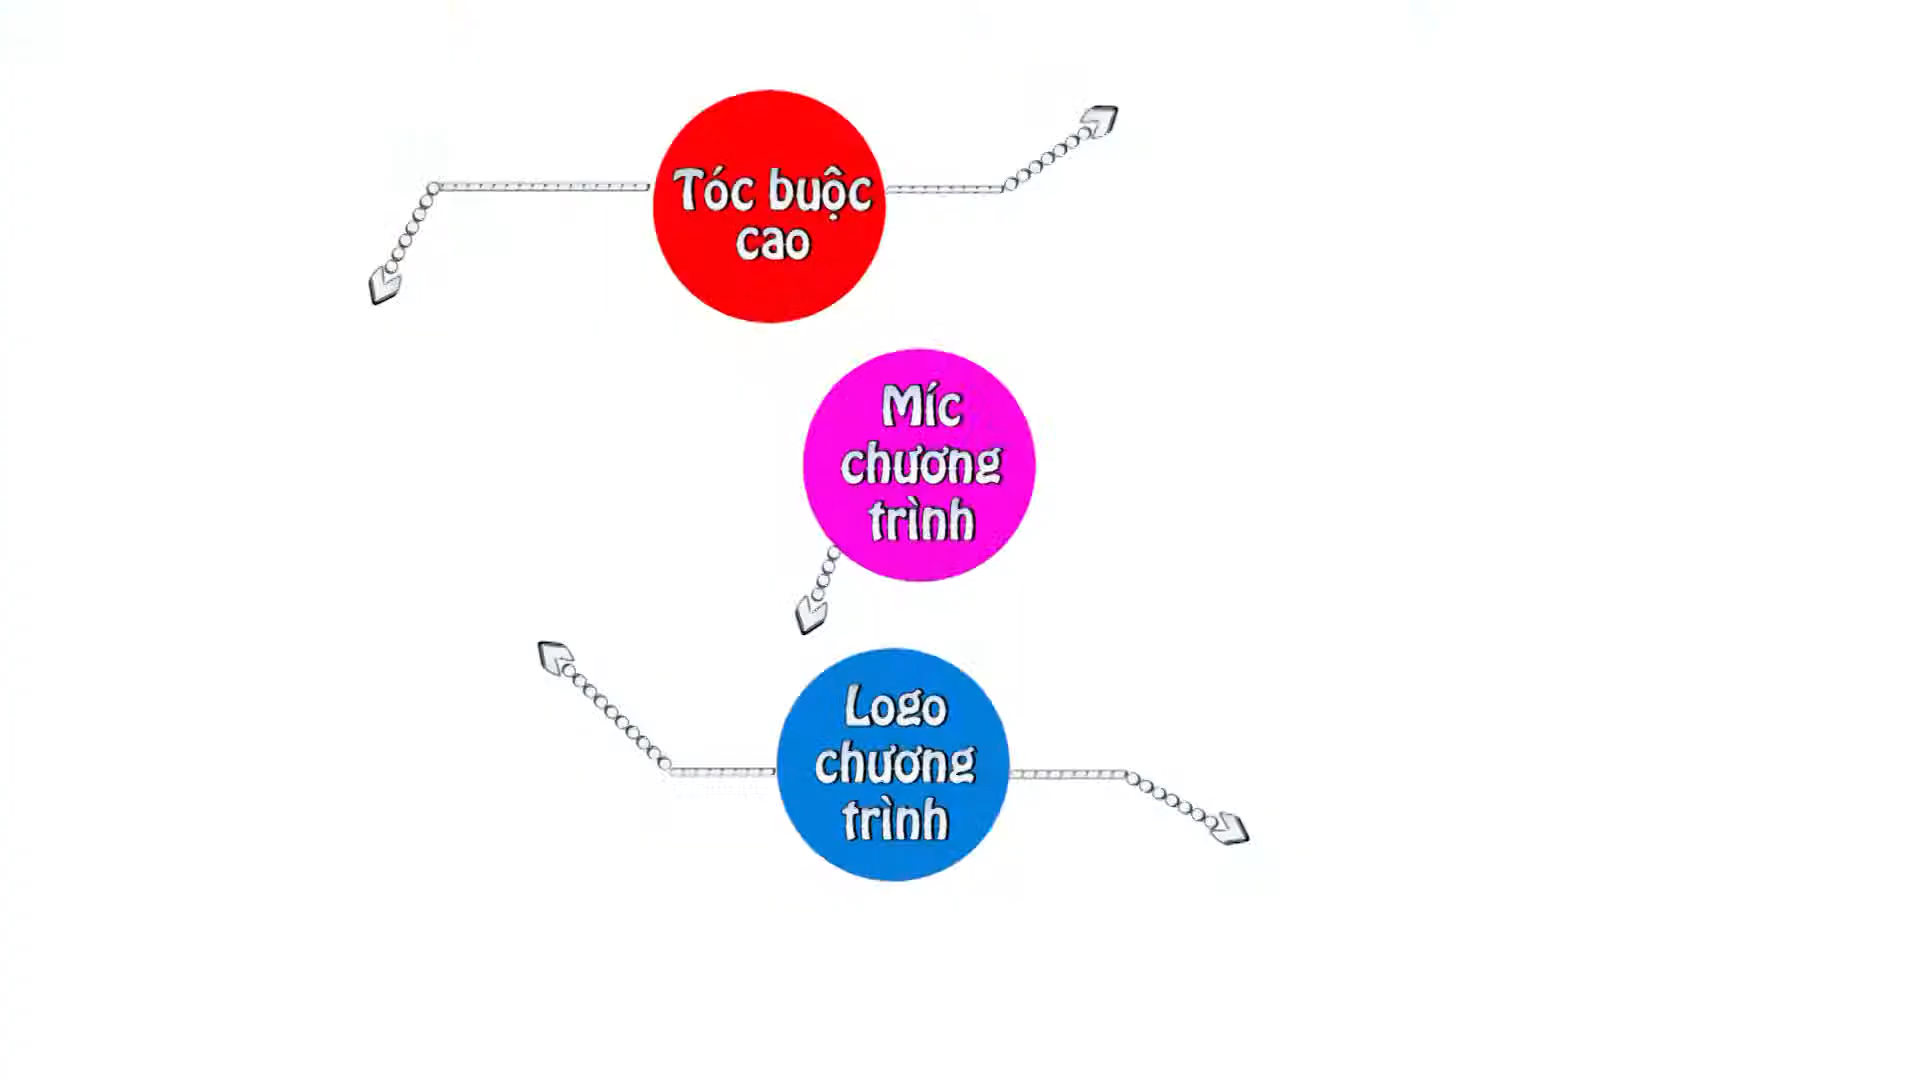 Tóc buộc
cao
Míc
chương
trình
Logo
chương
trình